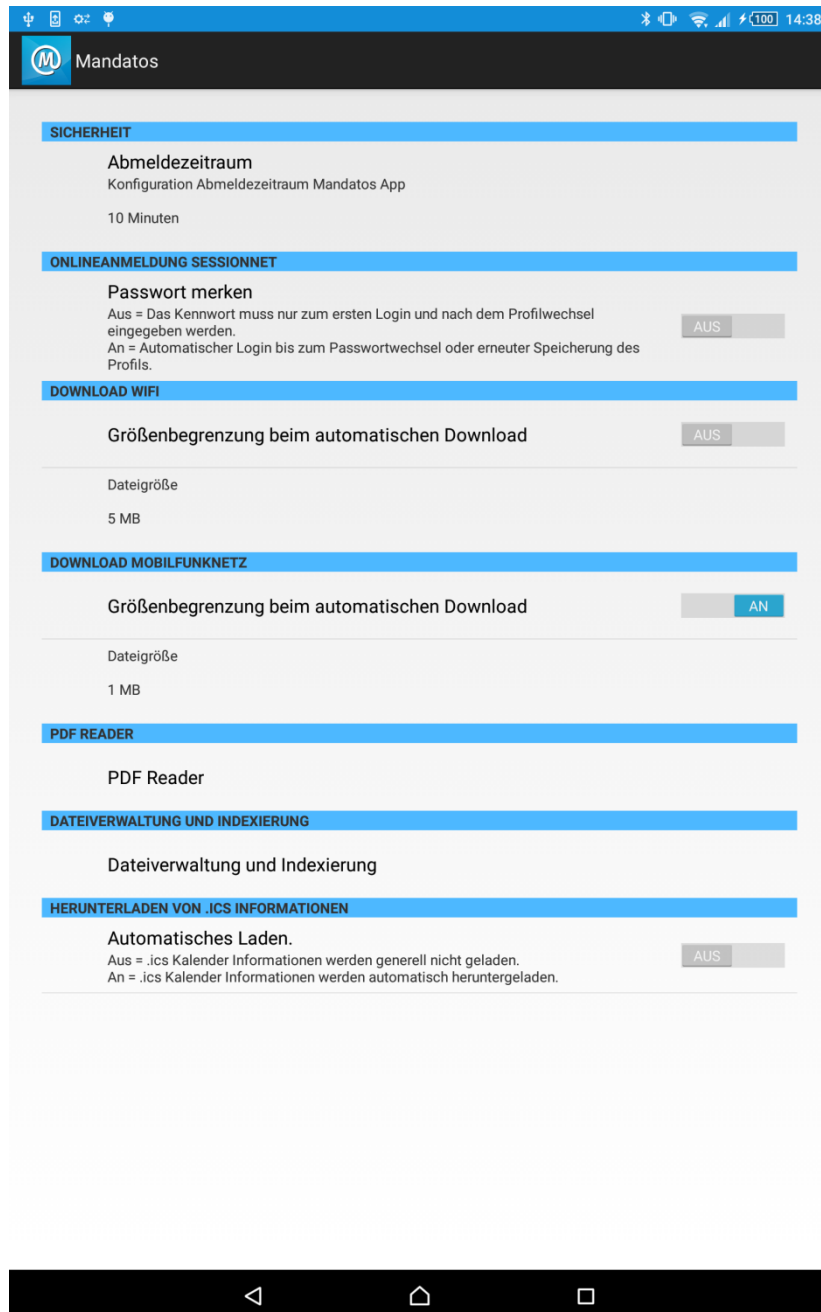 100 14:38
Mandatos
SICHERHEIT
Abmeldezeitraum
Konfiguration Abmeldezeitraum Mandatos App
10 Minuten
ONLINEANMELDUNG SESSIONNET
Passwort merken
Aus = Das Kennwort muss nur zum ersten Login und nach dem Profilwechsel
eingegeben werden.
An = Automatischer Login bis zum Passwortwechsel oder erneuter Speicherung des
Profils.
AUS
DOWNLOAD WIFI
Größenbegrenzung beim automatischen Download AUS
Dateigröße
5 MB
DOWNLOAD MOBILFUNKNETZ
Größenbegrenzung beim automatischen Download AN
Dateigröße
1 MB
PDF READER
PDF Reader
DATEIVERWALTUNG UND INDEXIERUNG
Dateiverwaltung und Indexierung
HERUNTERLADEN VON .ICS INFORMATIONEN
Automatisches Laden.
Aus = .ics Kalender Informationen werden generell nicht geladen.
An = .ics Kalender Informationen werden automatisch heruntergeladen.
AUS